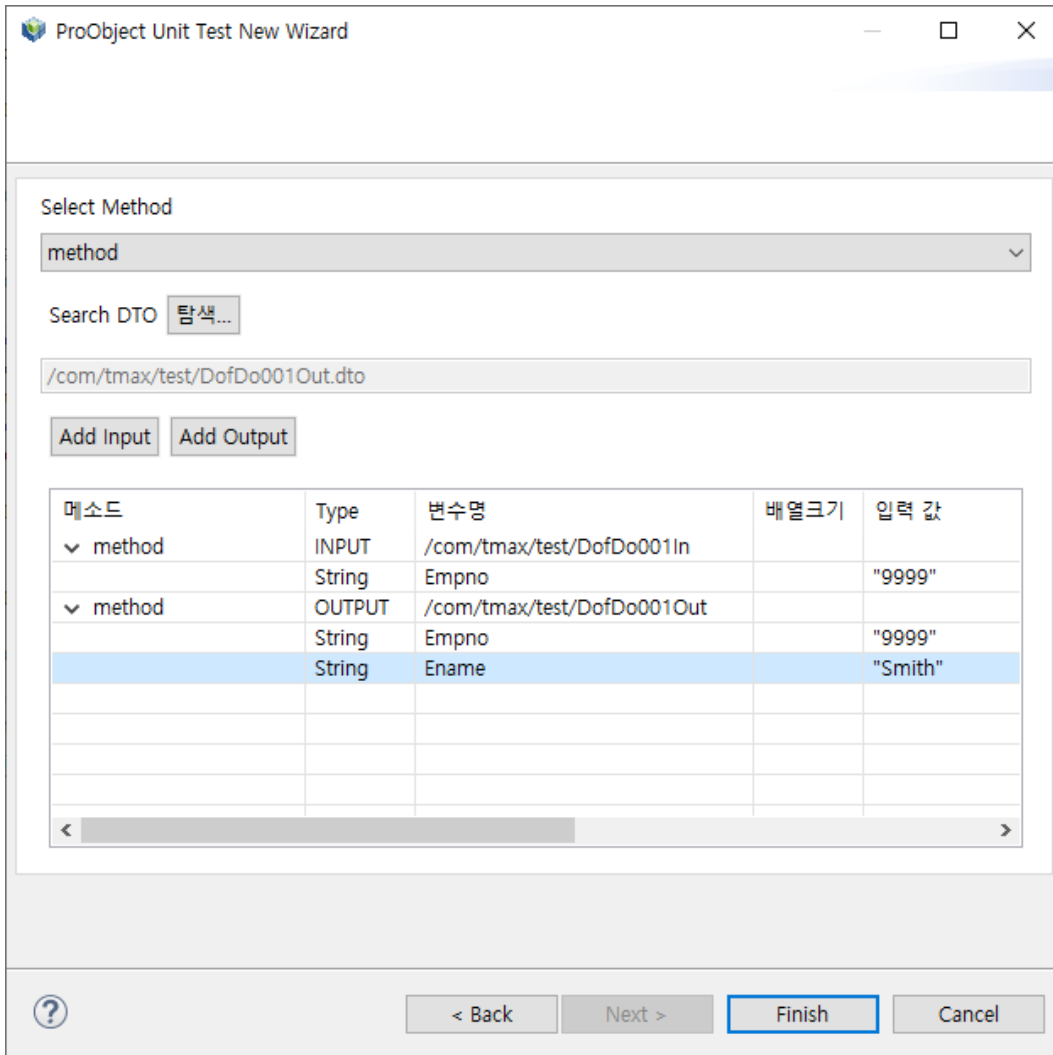 ProObject Unit Test New Wizard
Select Method
method
Search DTO 탐색...
/com/tmax/test/DofDo001Out.dto
Add Input Add Output
메소드 Type 변수명 배열크기 입력 값
method INPUT /com/tmax/test/DofDo001In
String Empno "9999"
method OUTPUT /com/tmax/test/DofDo001Out
String Empno "9999"
String Ename "Smith"
< Back Next > Finish Cancel